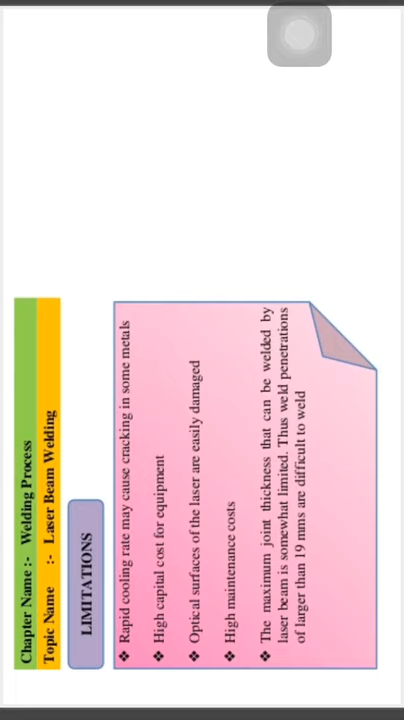 Chapter Name :- Welding Process
Topic Name :- Laser Beam Welding
LIMITATIONS
❖ Rapid cooling rate may cause cracking in some metals
❖ High capital cost for equipment
❖ Optical surfaces of the laser are easily damaged
❖ High maintenance costs
❖ The maximum joint thickness that can be welded by
laser beam is somewhat limited. Thus weld penetrations
of larger than 19 mms are difficult to weld